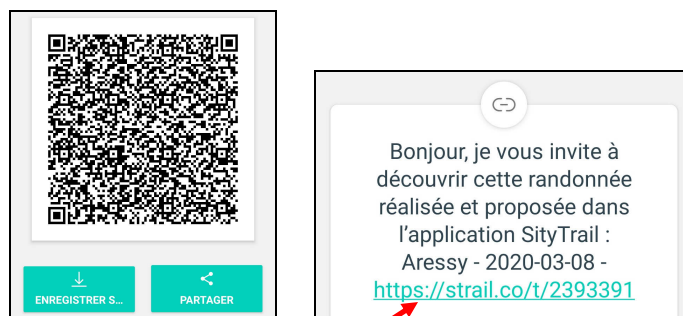 ENREGISTRER S...
PARTAGER
Bonjour, je vous invite à
découvrir cette randonnée
réalisée et proposée dans
l'application SityTrail :
Aressy - 2020-03-08 -
https://strail.co/t/2393391